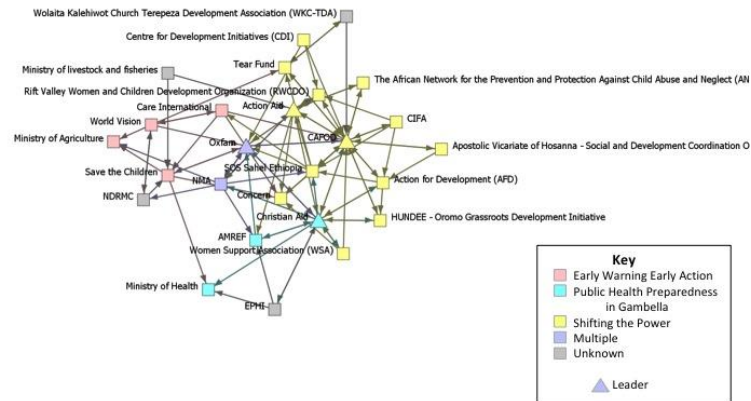 Wolaita Kalehiwot Church Terepeza Development Association (WKC-TDA)
Centre for Development Initiatives (CDI)
Tear Fund
Ministry of livestock and fisheries
The African Network for the Prevention and Protection Against Child Abuse and Neglect (AN
Rift Valley Women and Children Development Organization (RWCDO)
Care International
Action Aid
World Vision
CIFA
Ministry of Agriculture
Oxfam
CAFOD
Apostolic Vicariate of Hosanna - Social and Development Coordination O
SOS Sahel Ethiopia
Save the Children
NMA
Action for Development (AFD)
NDRMC
Concern
Christian Aid
HUNDEE - Oromo Grassroots Development Initiative
AMREF
Women Support Association (WSA)
Ministry of Health
EPHI
Key
Early Warning Early Action
Public Health Preparedness
in Gambella
Shifting the Power
Multiple
Unknown
Leader